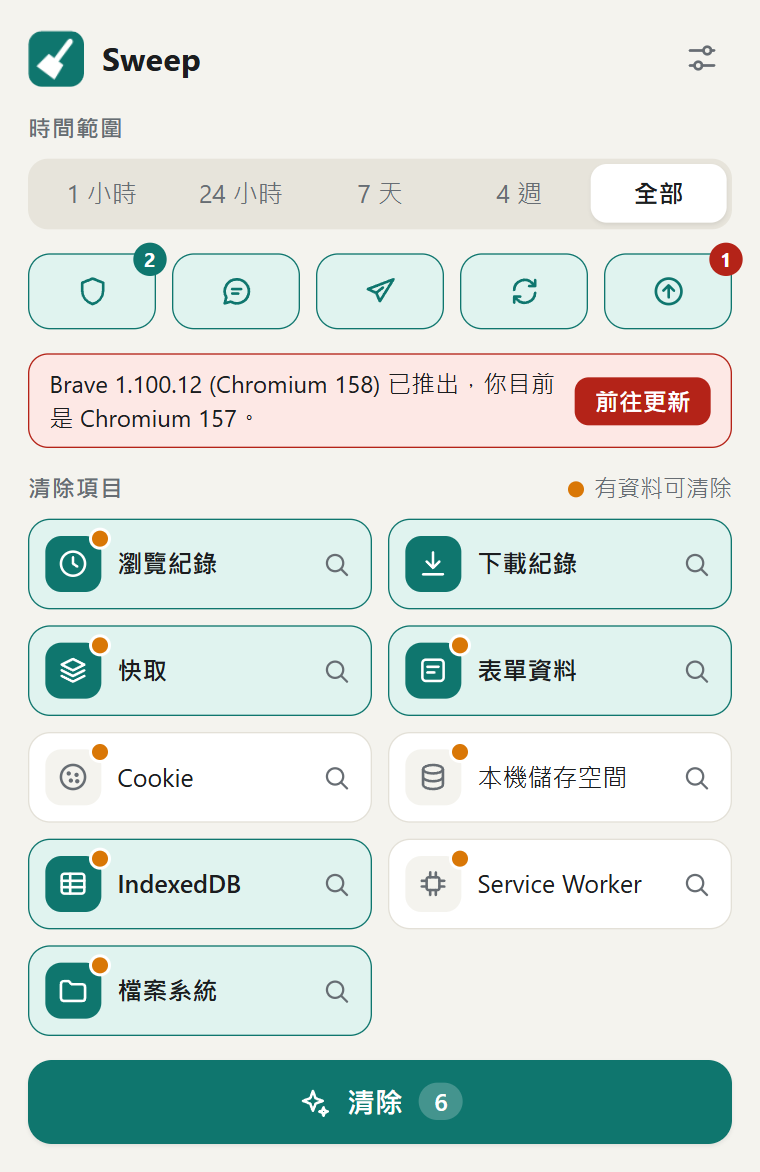 Sweep
時間範圍
1 小時
24 小時
7 天
4 週
全部
2
1
Brave 1.100.12 (Chromium 158) 已推出，你目前
是 Chromium 157。
前往更新
清除項目
有資料可清除
瀏覽紀錄
下載紀錄
快取
表單資料
Cookie
本機儲存空間
IndexedDB
Service Worker
檔案系統
清除 6